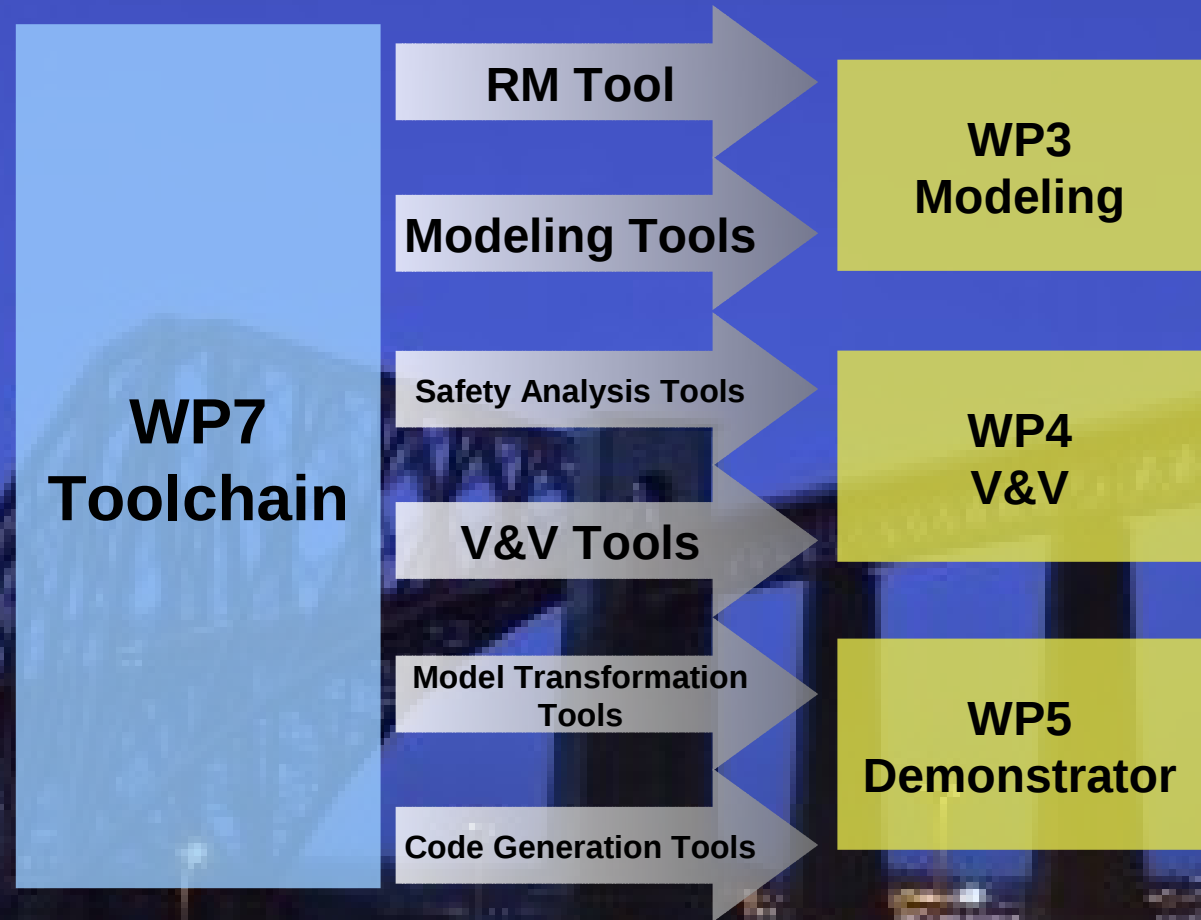 WP7
Toolchain
RM Tool
Modeling Tools
Safety Analysis Tools
V&V Tools
Model Transformation
Tools
Code Generation Tools
WP3
Modeling
WP4
V&V
WP5
Demonstrator